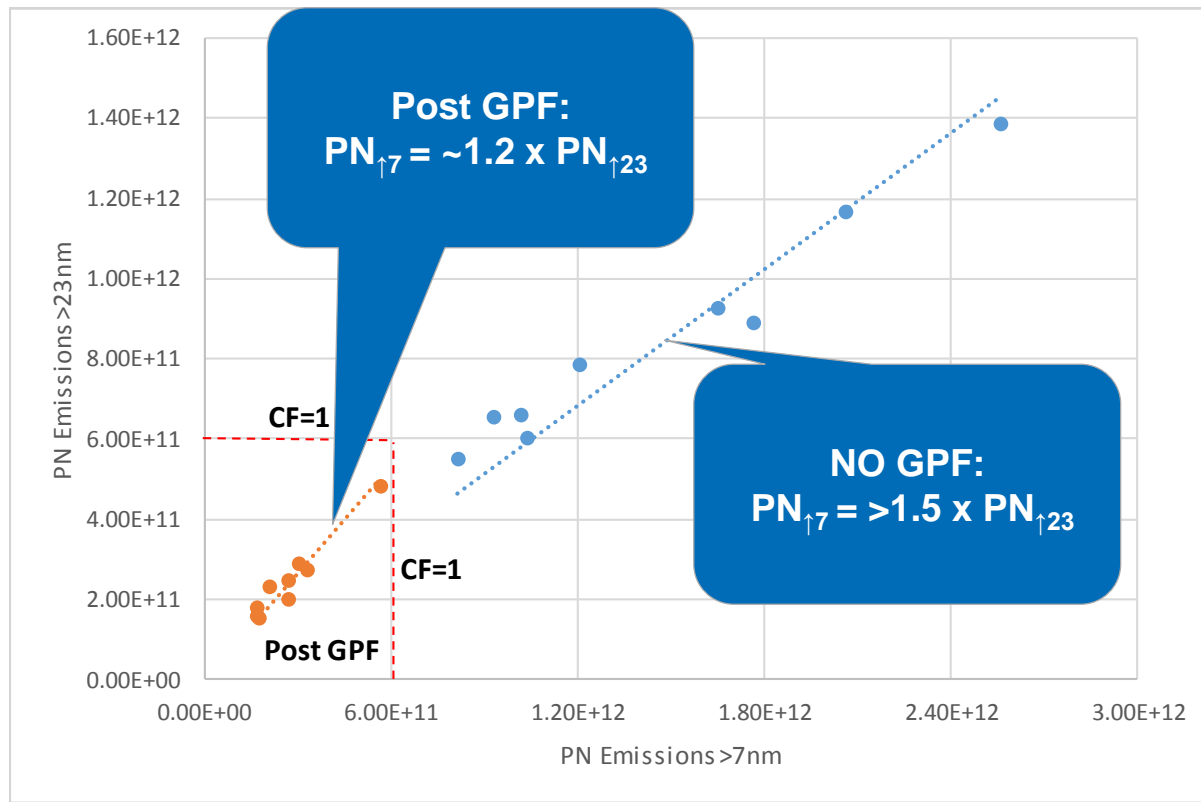 1.60E+12
1.40E+12
1.20E+12
1.00E+12
8.00E+11
6.00E+11
4.00E+11
2.00E+11
0.00E+00
PN Emissions >23nm
Post GPF:
PN↑7 = ~1.2 x PN↑23
CF=1
NO GPF:
PN↑7 = >1.5 x PN↑23
CF=1
Post GPF
0.00E+00 6.00E+11 1.20E+12 1.80E+12 2.40E+12 3.00E+12
PN Emissions >7nm